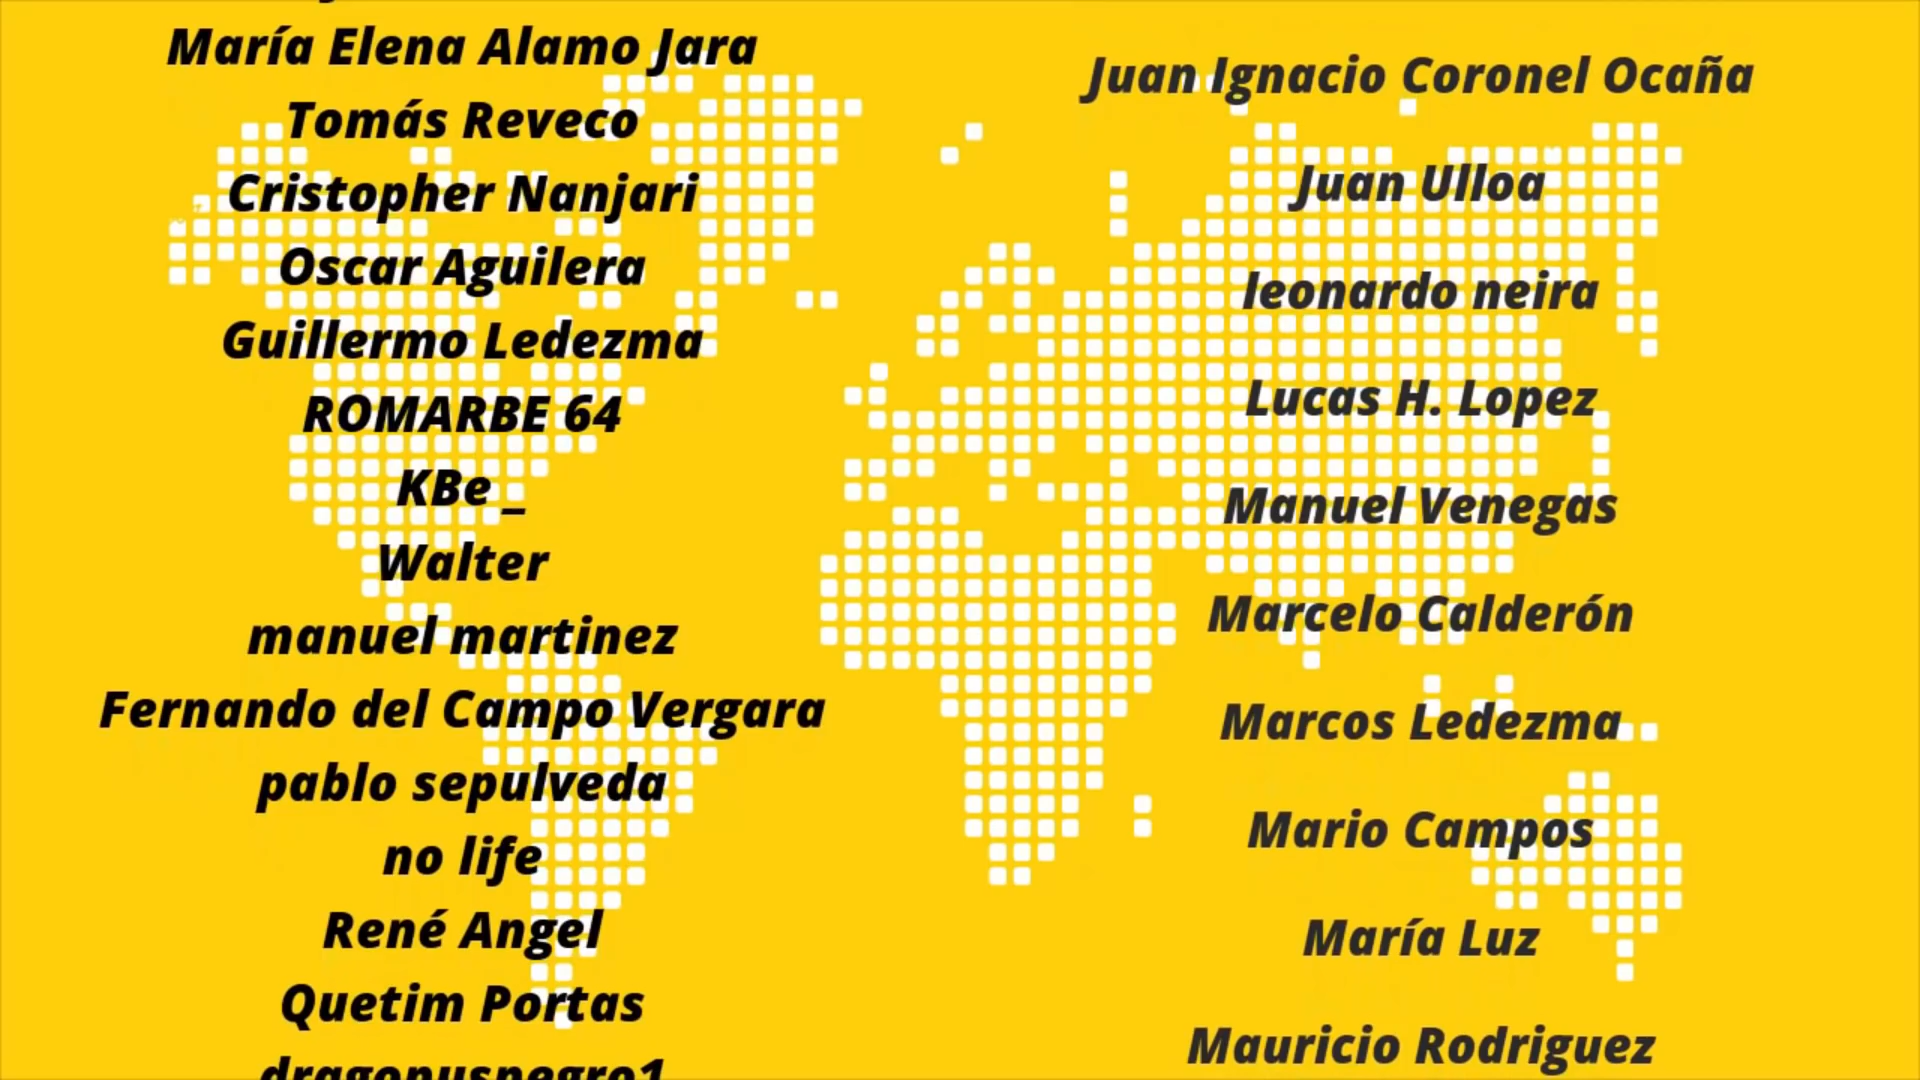 María Elena Alamo Jara
Tomás Reveco
Cristopher Nanjari
Oscar Aguilera
Guillermo Ledezma
ROMARBE 64
KBe _
Walter
manuel martinez
Fernando del Campo Vergara
pablo sepulveda
no life
René Angel
Quetim Portas
dragonusnegro1
Juan Ignacio Coronel Ocaña
Juan Ulloa
leonardo neira
Lucas H. Lopez
Manuel Venegas
Marcelo Calderón
Marcos Ledezma
Mario Campos
María Luz
Mauricio Rodriguez